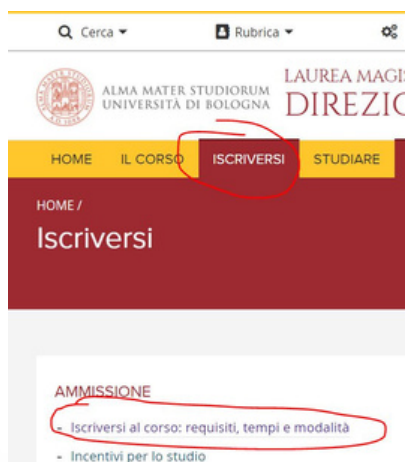 Cerca
Rubrica
LAUREA MAGIS
ALMA MATER STUDIORUM
UNIVERSITÀ DI BOLOGNA
DIREZIO
HOME IL CORSO ISCRIVERSI STUDIARE
HOME /
Iscriversi
AMMISSIONE
- Iscriversi al corso: requisiti, tempi e modalità
- Incentivi per lo studio